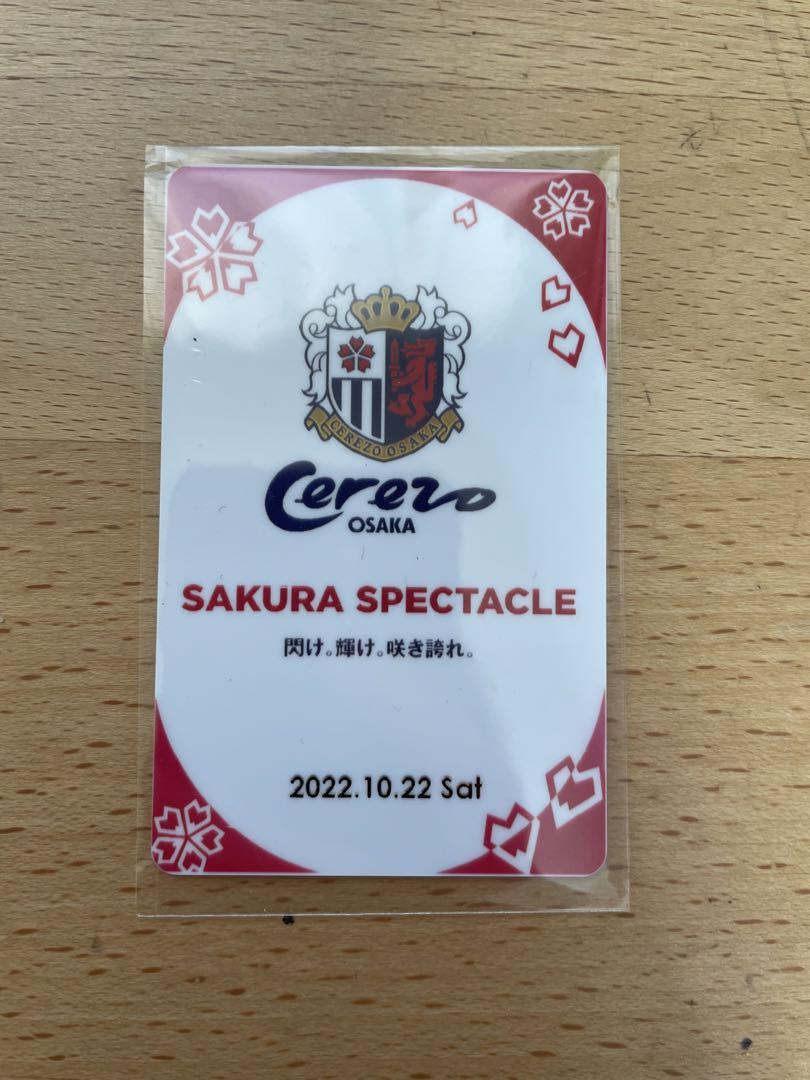 CEREZO OSAKA
Cerezo
OSAKA
SAKURA SPECTACLE
閃け。輝け。咲き誇れ。
2022.10.22 Sat